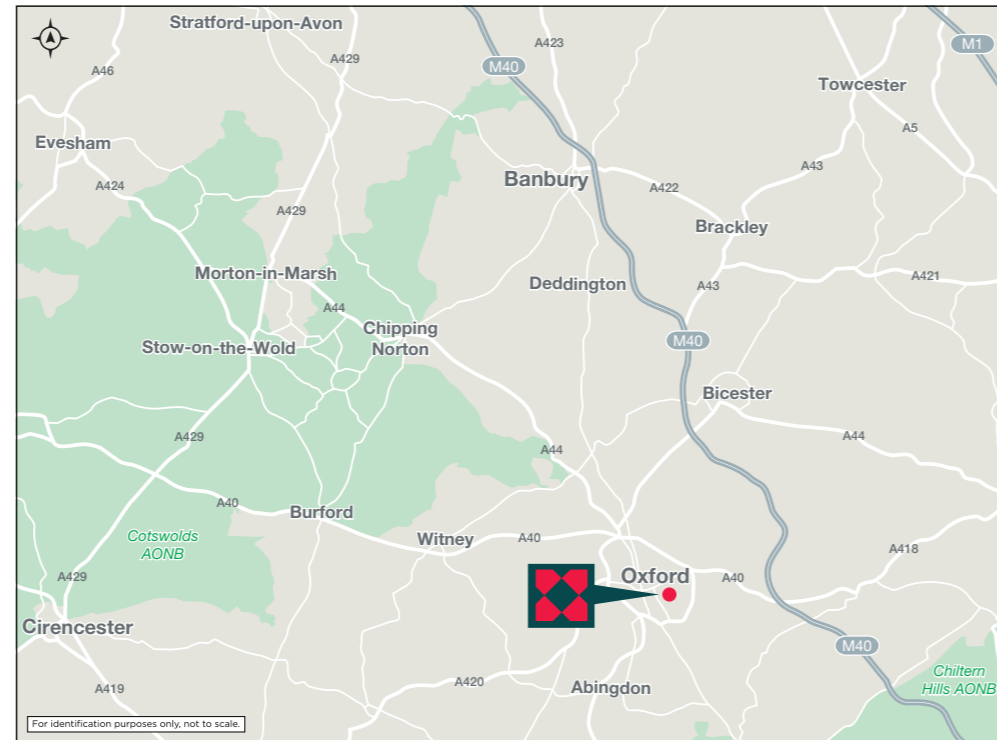 Stratford-upon-Avon
A423
M1
A429
M40
A46
Towcester
A5
Evesham
A43
Banbury
A424
A422
A429
Brackley
Morton-in-Marsh
A421
Deddington
A43
A44
Chipping
Norton
Stow-on-the-Wold
M40
Bicester
A429
A44
A44
A40
Burford
Cotswolds
AONB
Witney
A40
A418
A429
Oxford
A40
Cirencester
M40
Chiltern
Hills AONB
A420
Abingdon
A419
For identification purposes only, not to scale.